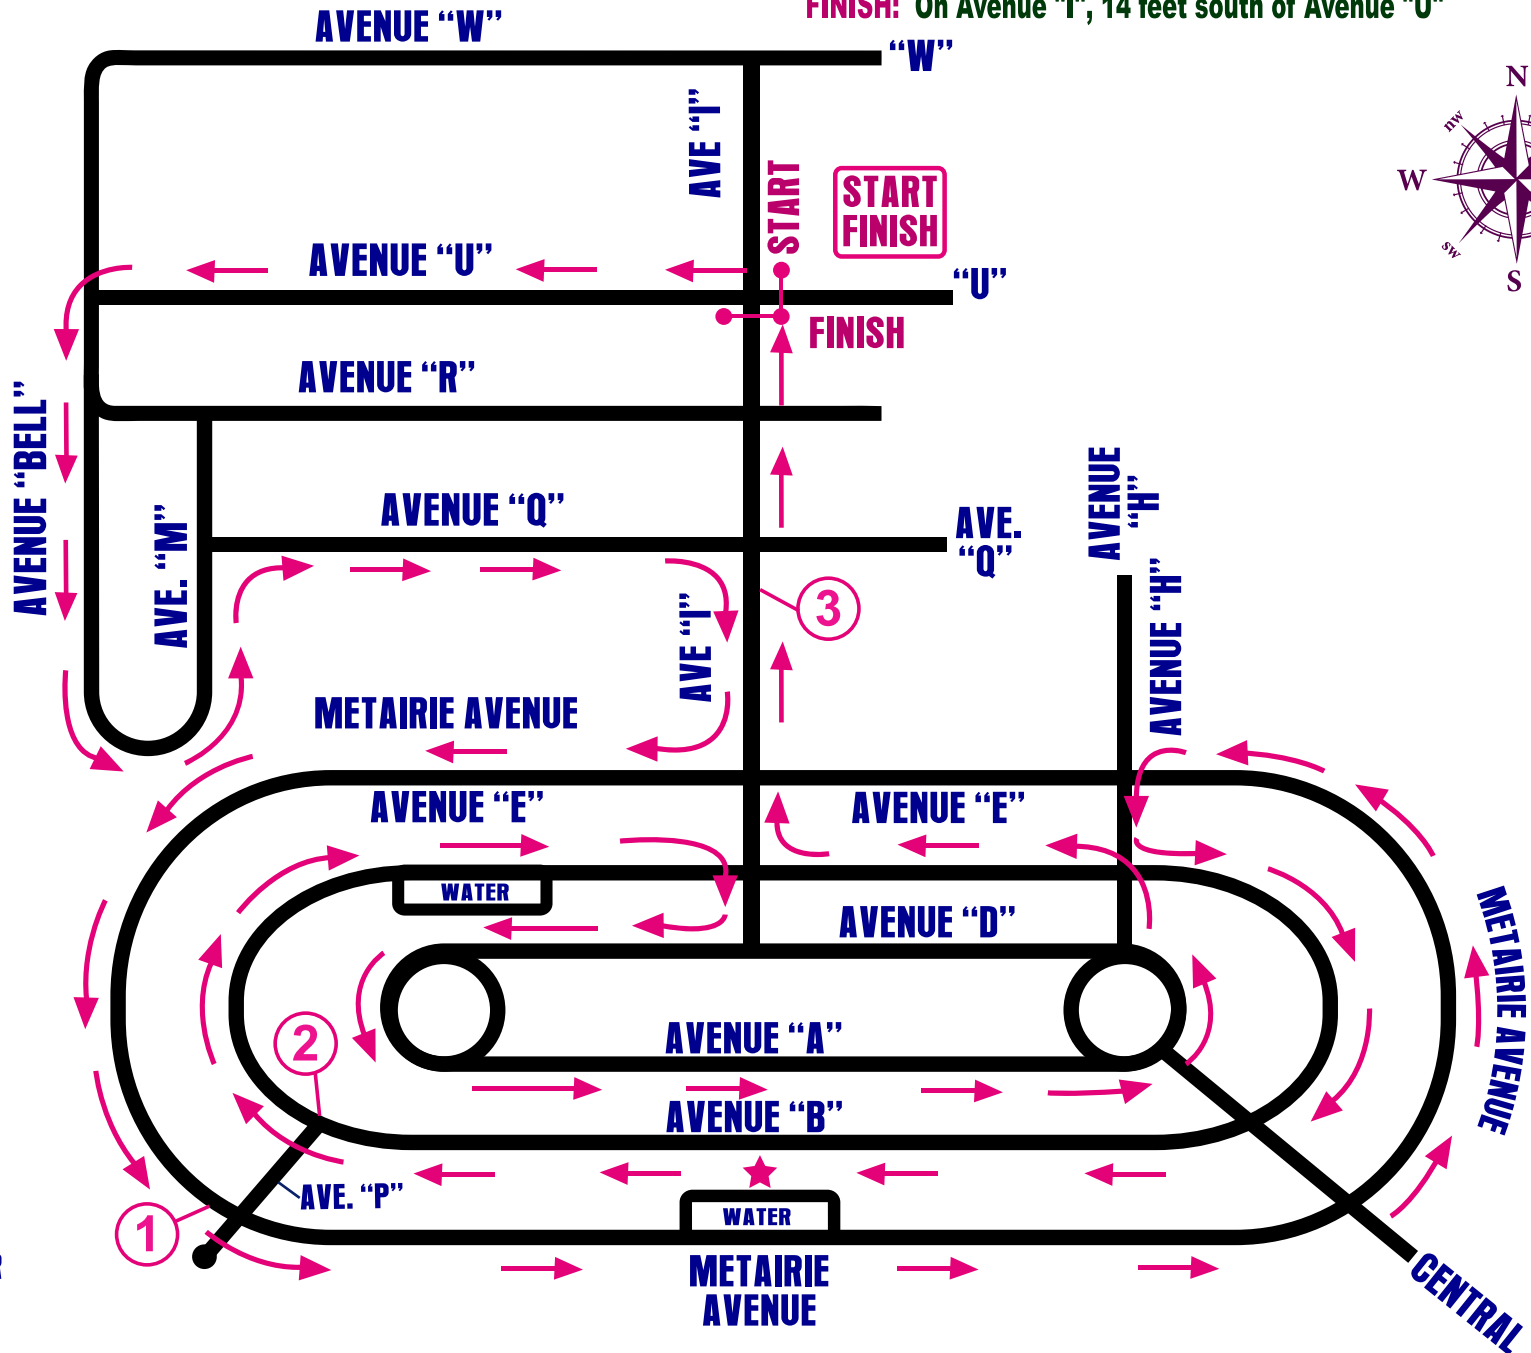 FINISH: On Avenue "I", 14 feet south of Avenue "U"
AVENUE “W”
“W”
N
nw
W
sw
S
AVE “I”
START
START
FINISH
AVENUE “U”
“U”
FINISH
AVENUE “R”
AVENUE “BELL”
AVE. “M”
AVENUE “Q”
AVE.
“Q”
AVENUE
“H”
AVENUE “H”
3
AVE “I”
METAIRIE AVENUE
AVENUE “E”
AVENUE “E”
WATER
AVENUE “D”
METAIRIE AVENUE
2
AVENUE “A”
AVENUE “B”
AVE. “P”
1
WATER
METAIRIE
AVENUE
CENTRAL